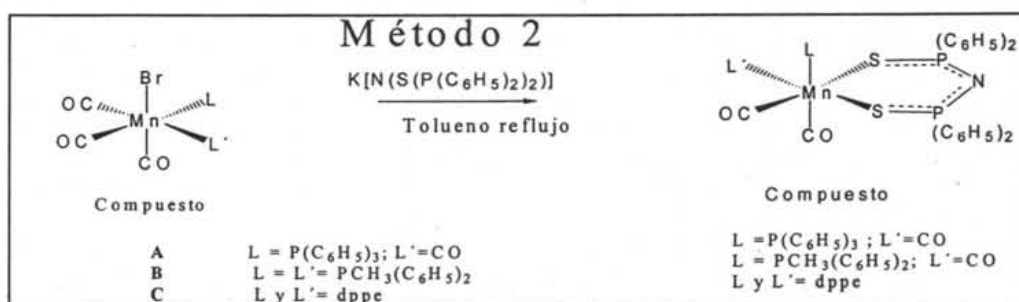 Método 2
Br
OC
L
Mn
OC
L'
CO
Compuesto
K[N(S(P(C₆H₅)₂)₂)]
Tolueno reflujo
L
L'
S
P
(C₆H₅)₂
N
Mn
OC
S
P
(C₆H₅)₂
CO
Compuesto
A L = P(C₆H₅)₃; L´=CO
B L = L´= PCH₃(C₆H₅)₂
C L y L´= dppe
L =P(C₆H₅)₃ ; L´=CO
L = PCH₃(C₆H₅)₂; L´=CO
L y L´= dppe